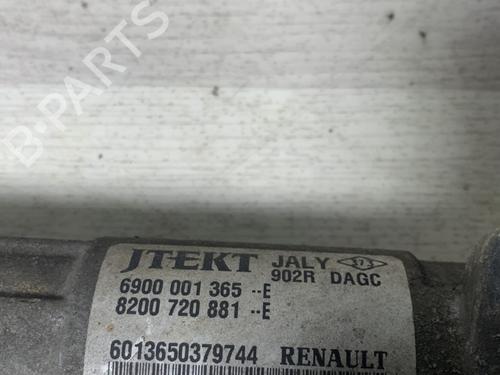 B-PARTS
JTEKT JALY
902R DAGC
6900 001 365 --E
8200 720 881 --E
6013650379744 RENAULT